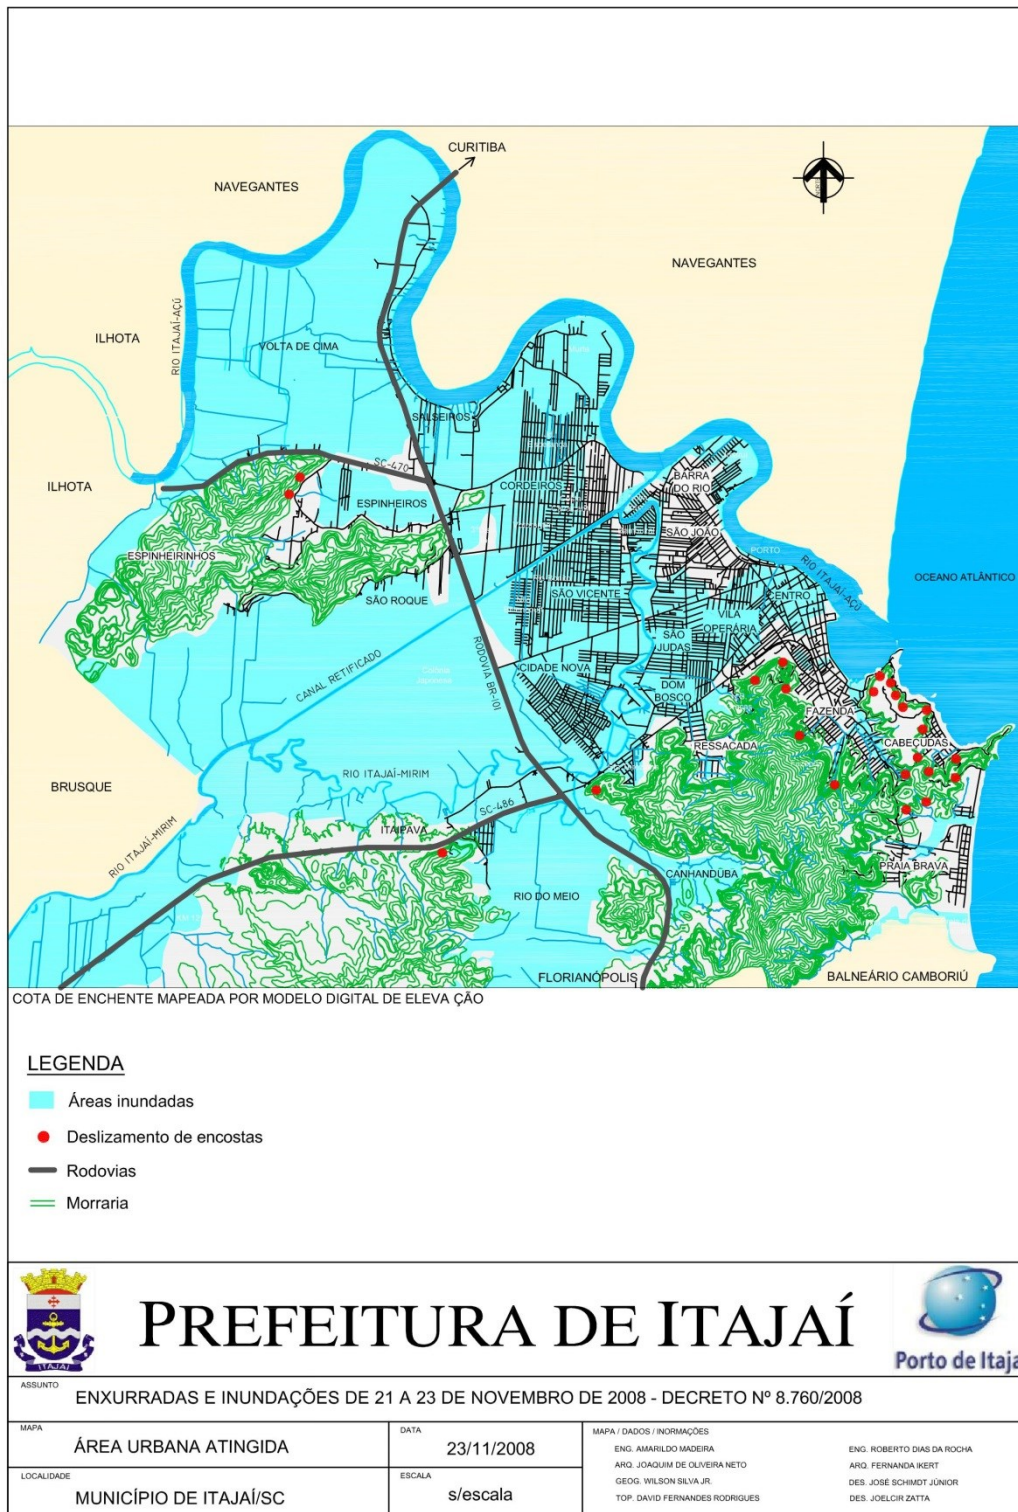 CURITIBA
NAVEGANTES
NAVEGANTES
ILHOTA
RIO ITAJAÍ-AÇÚ
VOLTA DE CIMA
SALSEIROS
SC-470
ILHOTA
CORDEIROS
BARRA
DO RIO
ESPINHEIROS
SÃO JOÃO
ESPINHEIRINHOS
PORTO
RIO ITAJAÍ-AÇÚ
OCEANO ATLÂNTICO
SÃO ROQUE
SÃO VICENTE
CENTRO
VILA
OPERÁRIA
SÃO
JUDAS
RODOVIA BR-101
CANAL RETIFICADO
CIDADE NOVA
DOM
BOSCO
FAZENDA
RESSACADA
CABEÇUDAS
RIO ITAJAÍ-MIRIM
BRUSQUE
SC-486
ITAIPAVA
RIO ITAJAÍ-MIRIM
PRAIA BRAVA
CANHANDÚBA
RIO DO MEIO
FLORIANÓPOLIS
BALNEÁRIO CAMBORIÚ
COTA DE ENCHENTE MAPEADA POR MODELO DIGITAL DE ELEVA ÇÃO
LEGENDA
Áreas inundadas
Deslizamento de encostas
Rodovias
Morraria
ITAJAÍ
PREFEITURA DE ITAJAÍ
Porto de Itaja
ASSUNTO
ENXURRADAS E INUNDAÇÕES DE 21 A 23 DE NOVEMBRO DE 2008 - DECRETO Nº 8.760/2008
MAPA
ÁREA URBANA ATINGIDA
DATA
23/11/2008
LOCALIDADE
MUNICÍPIO DE ITAJAÍ/SC
ESCALA
s/escala
MAPA / DADOS / INORMAÇÕES
ENG. AMARILDO MADEIRA
ARQ. JOAQUIM DE OLIVEIRA NETO
GEOG. WILSON SILVA JR.
TOP. DAVID FERNANDES RODRIGUES
ENG. ROBERTO DIAS DA ROCHA
ARQ. FERNANDA IKERT
DES. JOSÉ SCHIMDT JÚNIOR
DES. JOELCIR ZATTA